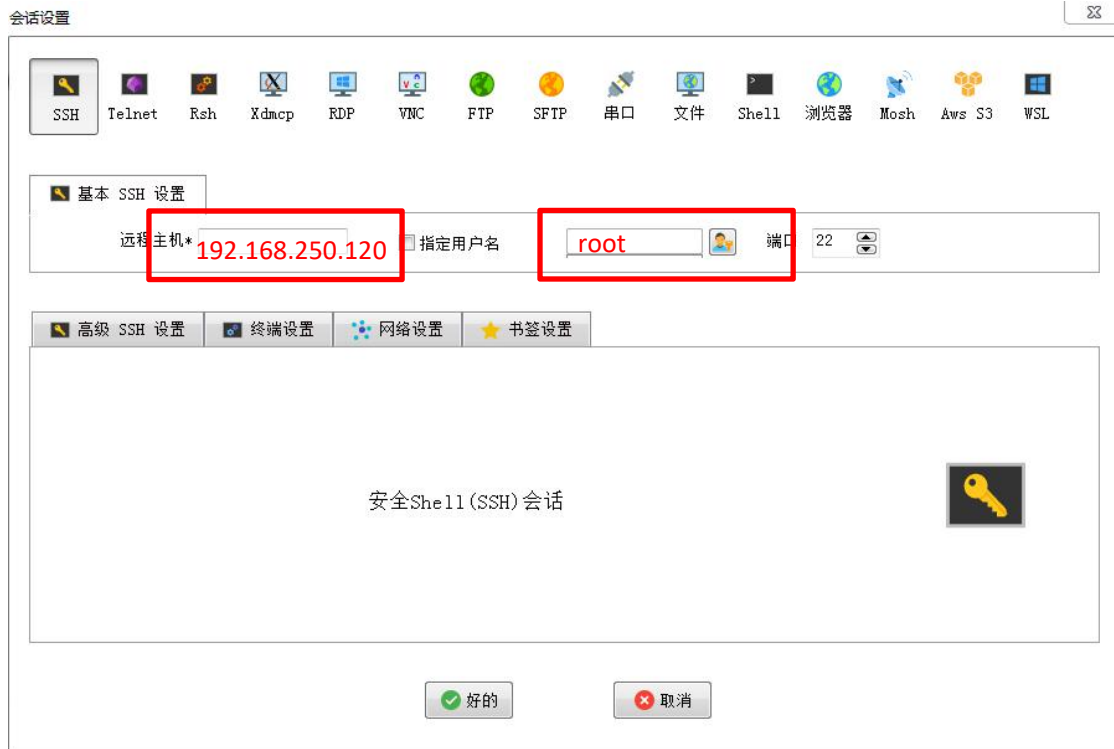 会话设置
SSH Telnet Rsh Xdmcp RDP VNC FTP SFTP 串口 文件 Shell 浏览器 Mosh Aws S3 WSL
基本 SSH 设置
远程主机* 192.168.250.120 指定用户名 root 端口 22
高级 SSH 设置 终端设置 网络设置 书签设置
安全Shell(SSH)会话
好的 取消